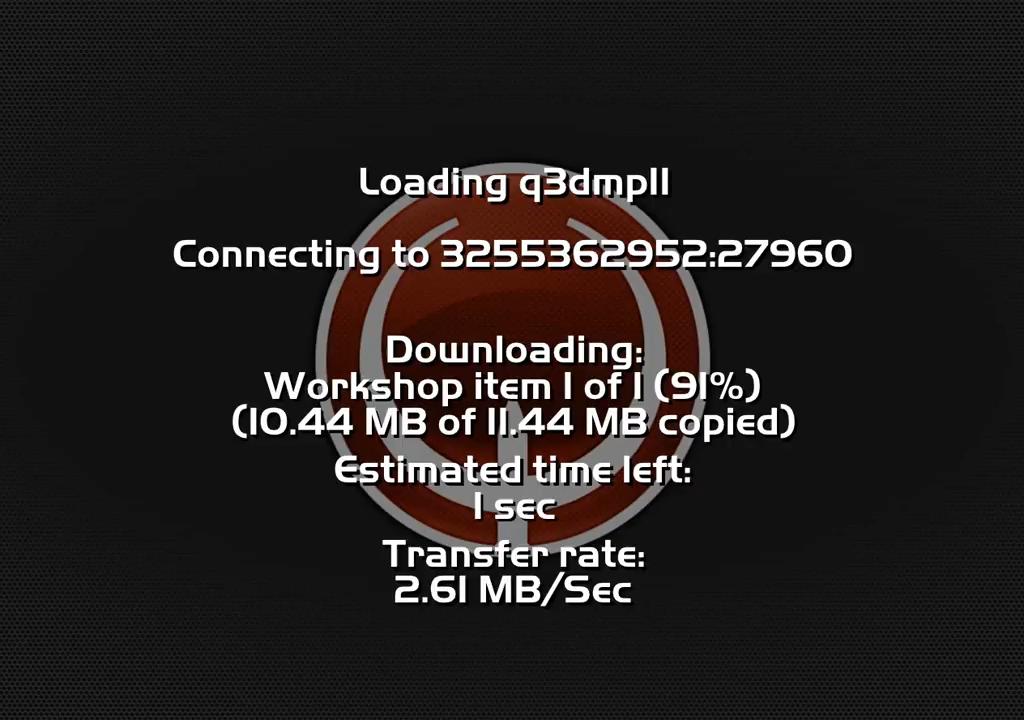 Loading q3dmp11
Connecting to 3255362952:27960
Downloading:
Workshop item 1 of 1 (91%)
(10.44 MB of 11.44 MB copied)
Estimated time left:
1 sec
Transfer rate:
2.61 MB/Sec